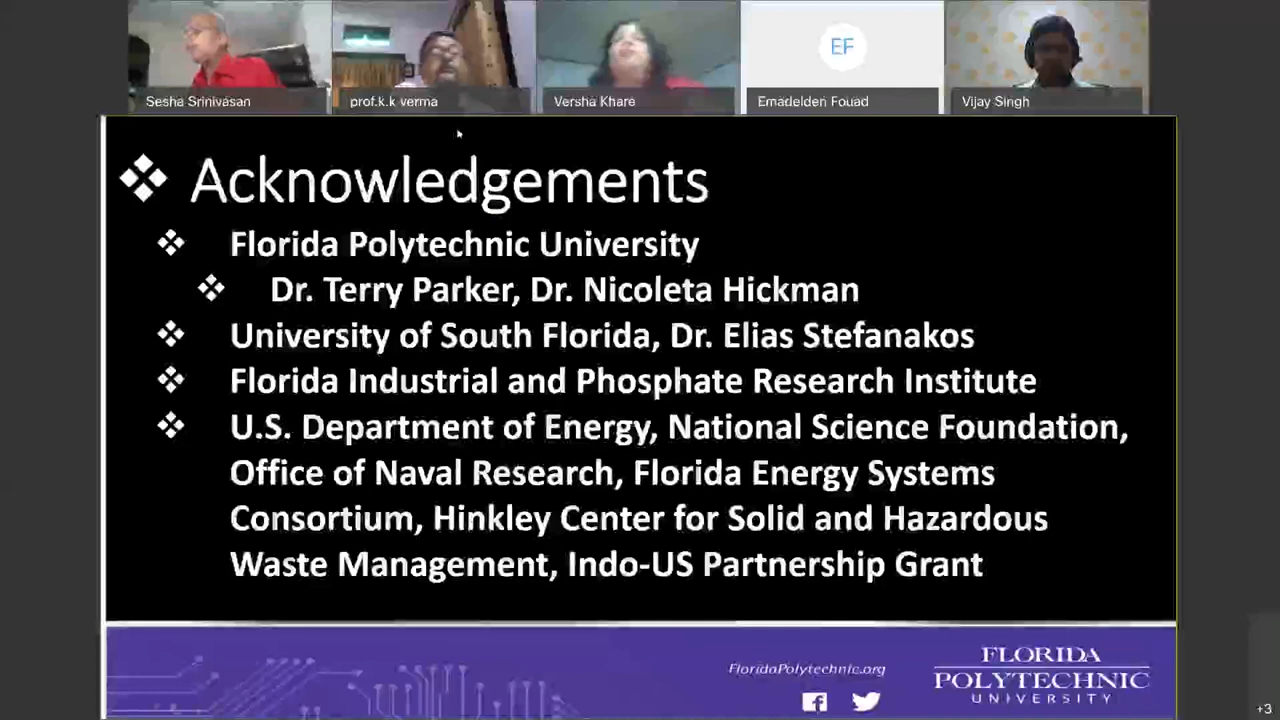 EF
Sesha Srinivasan
prof.k.k verma
Versha Khare
Emadelden Fouad
Vijay Singh
Acknowledgements
Florida Polytechnic University
Dr. Terry Parker, Dr. Nicoleta Hickman
University of South Florida, Dr. Elias Stefanakos
Florida Industrial and Phosphate Research Institute
U.S. Department of Energy, National Science Foundation,
Office of Naval Research, Florida Energy Systems
Consortium, Hinkley Center for Solid and Hazardous
Waste Management, Indo-US Partnership Grant
FloridaPolytechnic.org
FLORIDA
POLYTECHNIC
UNIVERSITY
+3